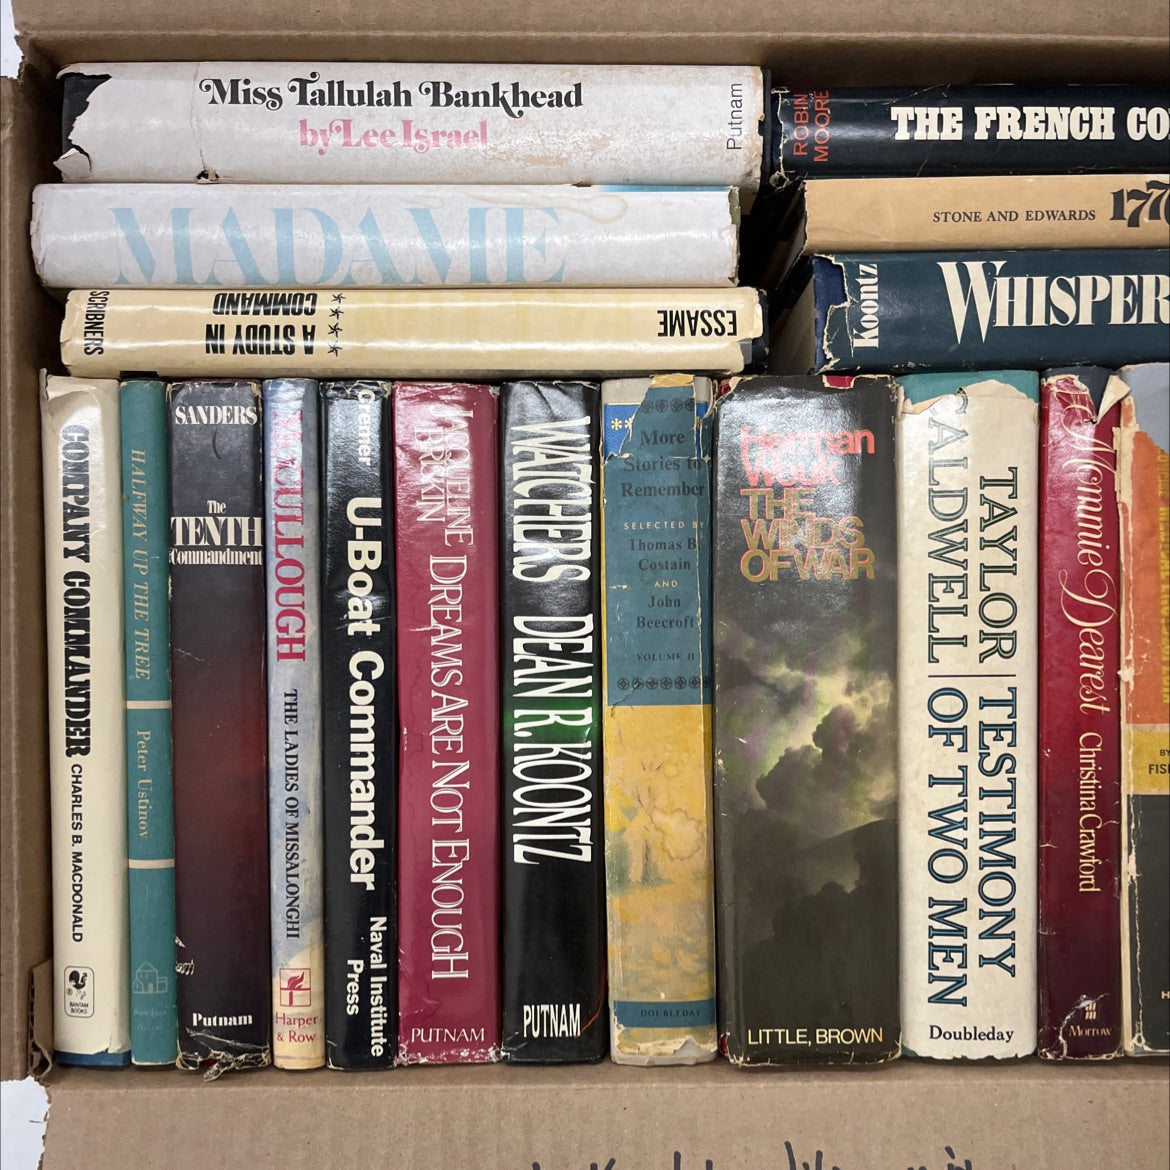 Miss Tallulah Bankhead
by Lee Israel
Putnam
ROBIN
MOORE
THE FRENCH CO
MADAME
STONE AND EDWARDS 177
SCRIBNERS
A STUDY IN
COMMAND
ESSAME
Koontz
WHISPER
COMPANY COMMANDER CHARLES B. MACDONALD
BANTAM
BOOKS
HALFWAY UP THE TREE
Peter Ustinov
SANDERS
The
TENTH
Commandment
Putnam
McCULLOUGH
THE LADIES OF MISSALONGHI
Harper
& Row
Cremer
U-Boat Commander
Naval Institute
Press
JACQUELINE
BRISKIN
DREAMS ARE NOT ENOUGH
PUTNAM
WATCHERS DEAN R. KOONTZ
PUTNAM
**
More
Stories to
Remember
SELECTED BY
Thomas B.
Costain
AND
John
Beecroft
VOLUME II
DOUBLEDAY
Herman
Wouk
THE
WINDS
OF WAR
LITTLE, BROWN
TAYLOR | TESTIMONY
CALDWELL | OF TWO MEN
Doubleday
Mommie Dearest Christina Crawford
Morrow
BY
FIS
H